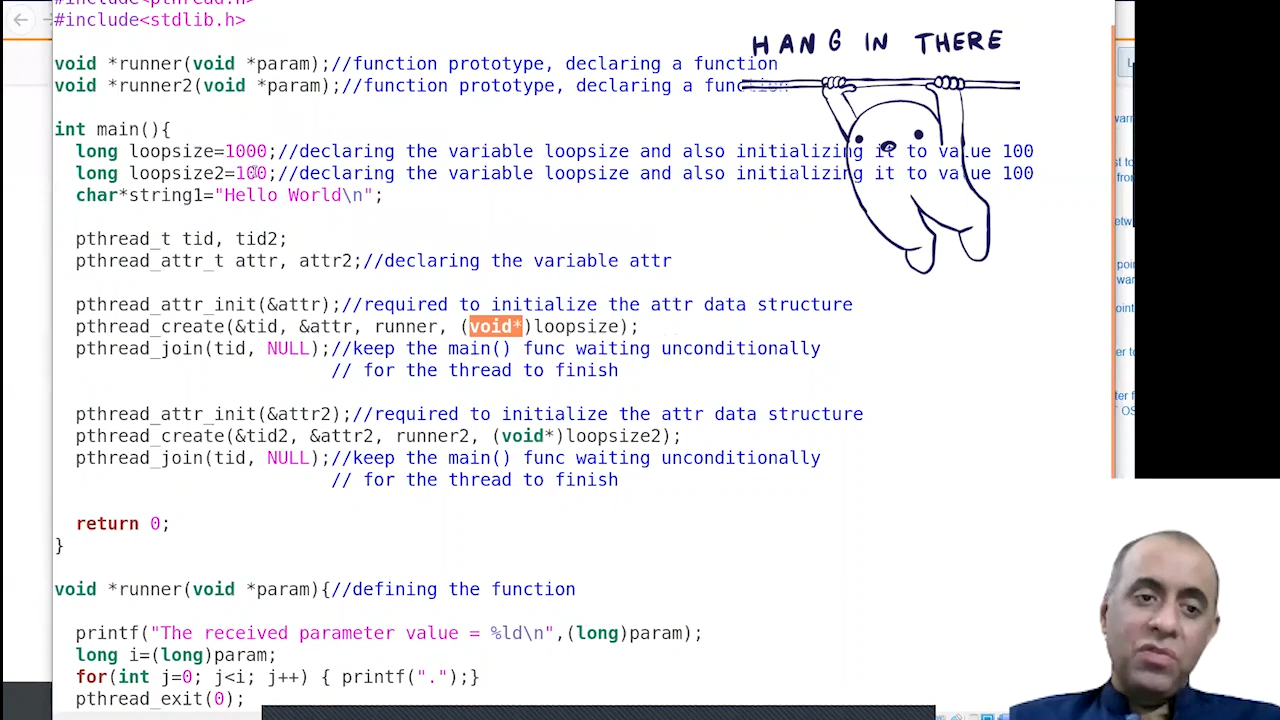 #include<pthread.h>
#include<stdlib.h>
HANG IN THERE
void *runner(void *param);//function prototype, declaring a function
void *runner2(void *param);//function prototype, declaring a function
int main(){
long loopsize=1000;//declaring the variable loopsize and also initializing it to value 100
long loopsize2=100;//declaring the variable loopsize and also initializing it to value 100
char*string1="Hello World\n";
pthread_t tid, tid2;
pthread_attr_t attr, attr2;//declaring the variable attr
pthread_attr_init(&attr);//required to initialize the attr data structure
pthread_create(&tid, &attr, runner, (void*)loopsize);
pthread_join(tid, NULL);//keep the main() func waiting unconditionally
// for the thread to finish
pthread_attr_init(&attr2);//required to initialize the attr data structure
pthread_create(&tid2, &attr2, runner2, (void*)loopsize2);
pthread_join(tid, NULL);//keep the main() func waiting unconditionally
// for the thread to finish
return 0;
}
void *runner(void *param){//defining the function
printf("The received parameter value = %ld\n",(long)param);
long i=(long)param;
for(int j=0; j<i; j++) { printf(".");}
pthread_exit(0);